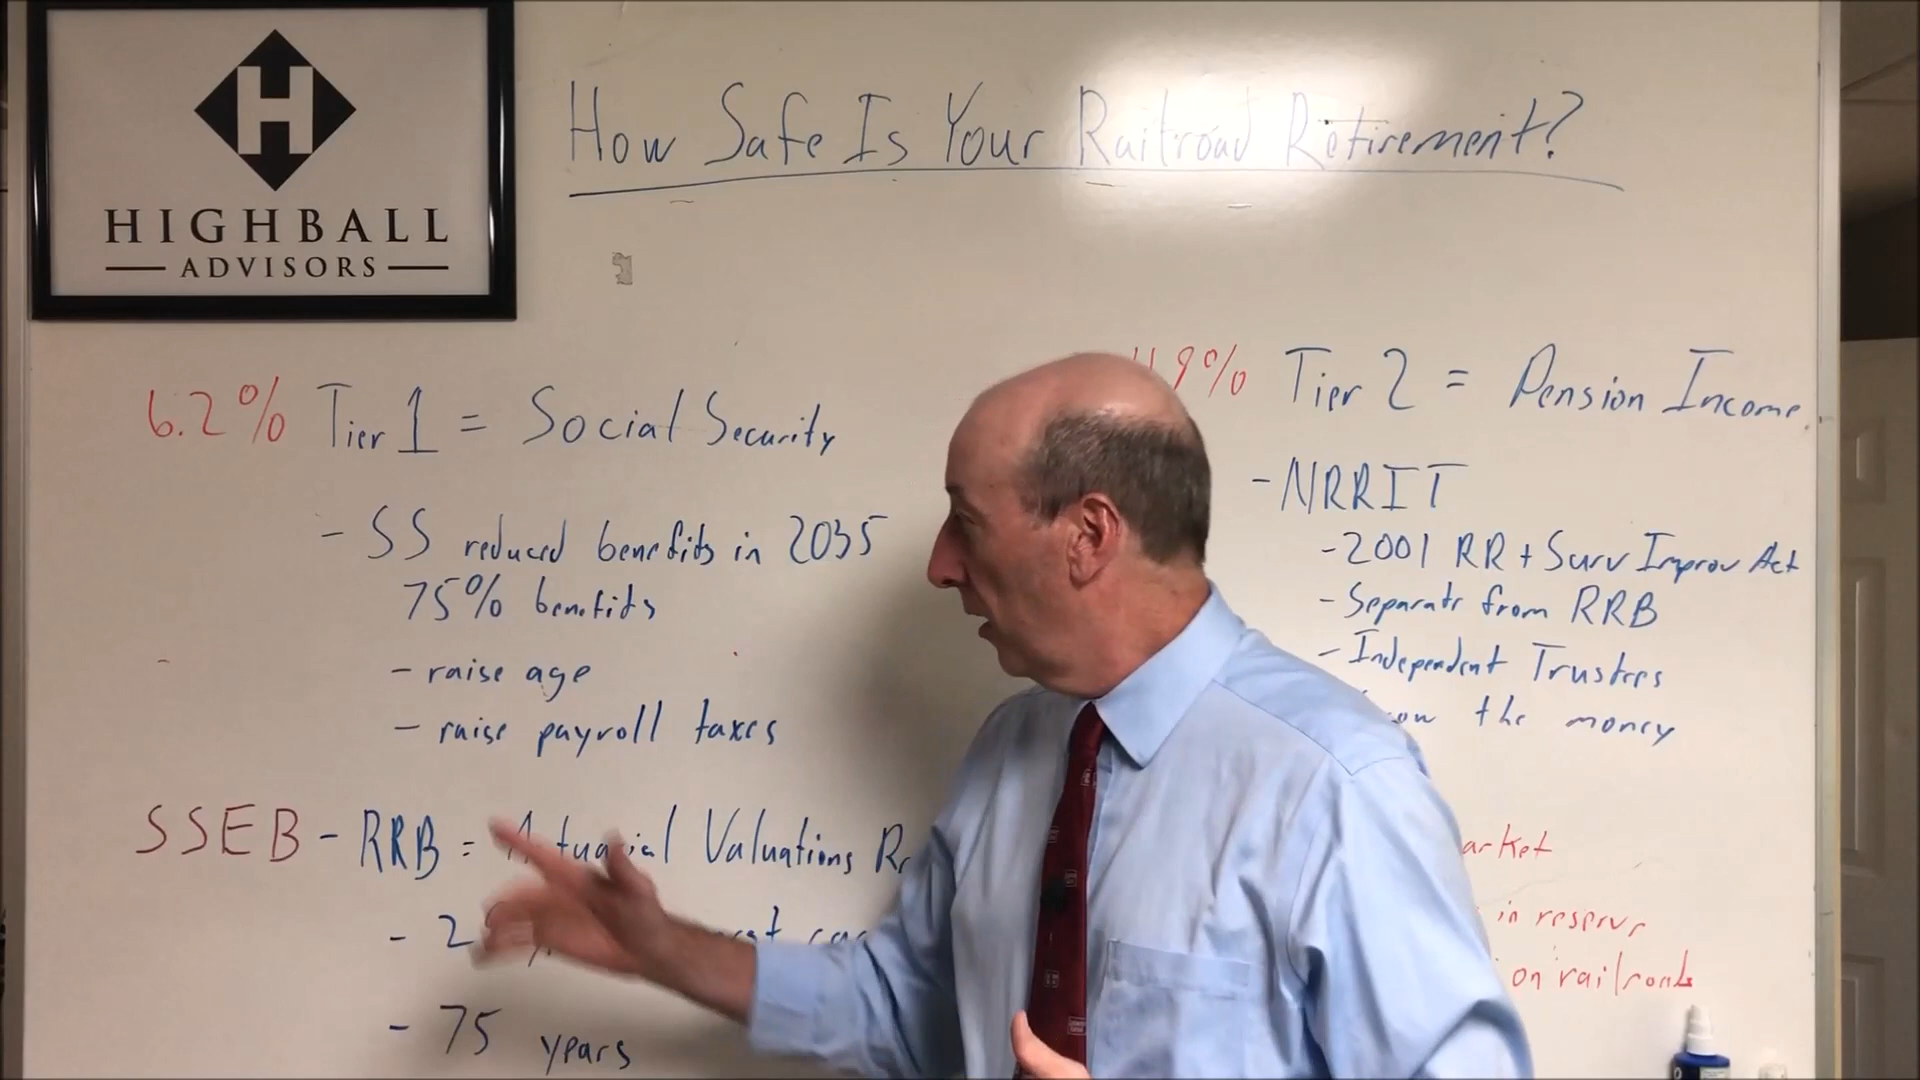 HIGHBALL
ADVISORS
How Safe Is Your Railroad Retirement?
6.2% Tier 1 = Social Security
- SS reduced benefits in 2035
75% benefits
- raise age
- raise payroll taxes
SSEB - RRB = Actuarial Valuations
- 75 years
9% Tier 2 = Pension Income
- NRRIT
- 2001 RR + Surv Improv Act
- Separate from RRB
- Independent Trustees
the money
in reserve
on railroads